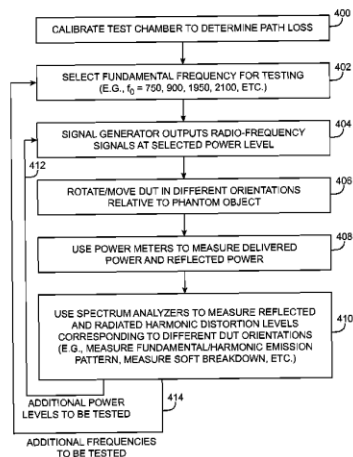 400
CALIBRATE TEST CHAMBER TO DETERMINE PATH LOSS
402
SELECT FUNDAMENTAL FREQUENCY FOR TESTING
(E.G., f0 = 750, 900, 1950, 2100, ETC.)
404
SIGNAL GENERATOR OUTPUTS RADIO-FREQUENCY
SIGNALS AT SELECTED POWER LEVEL
412
406
ROTATE/MOVE DUT IN DIFFERENT ORIENTATIONS
RELATIVE TO PHANTOM OBJECT
408
USE POWER METERS TO MEASURE DELIVERED
POWER AND REFLECTED POWER
410
USE SPECTRUM ANALYZERS TO MEASURE REFLECTED
AND RADIATED HARMONIC DISTORTION LEVELS
CORRESPONDING TO DIFFERENT DUT ORIENTATIONS
(E.G., MEASURE FUNDAMENTAL/HARMONIC EMISSION
PATTERN, MEASURE SOFT BREAKDOWN, ETC.)
414
ADDITIONAL POWER
LEVELS TO BE TESTED
ADDITIONAL FREQUENCIES
TO BE TESTED